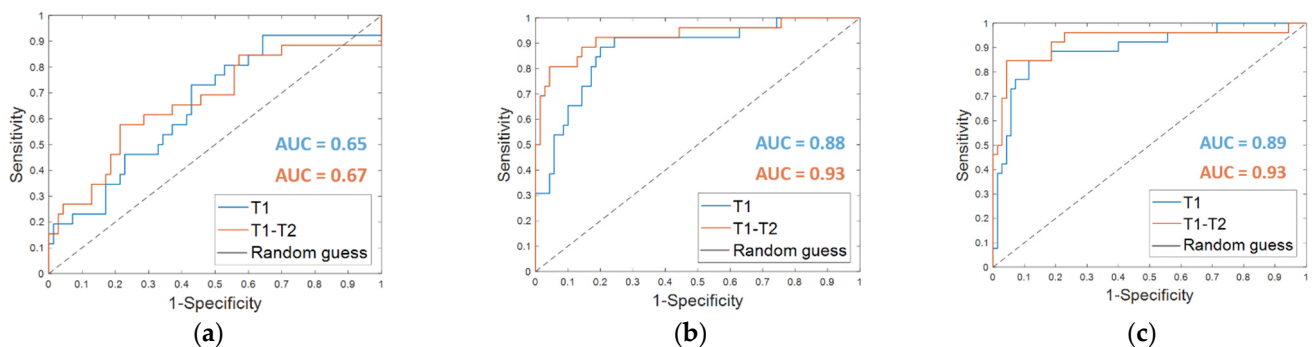 Sensitivity
1
0.9
0.8
0.7
0.6
0.5
0.4
0.3
0.2
0.1
0
0 0.1 0.2 0.3 0.4 0.5 0.6 0.7 0.8 0.9 1
1-Specificity
AUC = 0.65
AUC = 0.67
T1
T1-T2
Random guess
(a)
Sensitivity
1
0.9
0.8
0.7
0.6
0.5
0.4
0.3
0.2
0.1
0
0 0.1 0.2 0.3 0.4 0.5 0.6 0.7 0.8 0.9 1
1-Specificity
AUC = 0.88
AUC = 0.93
T1
T1-T2
Random guess
(b)
Sensitivity
1
0.9
0.8
0.7
0.6
0.5
0.4
0.3
0.2
0.1
0
0 0.1 0.2 0.3 0.4 0.5 0.6 0.7 0.8 0.9 1
1-Specificity
AUC = 0.89
AUC = 0.93
T1
T1-T2
Random guess
(c)